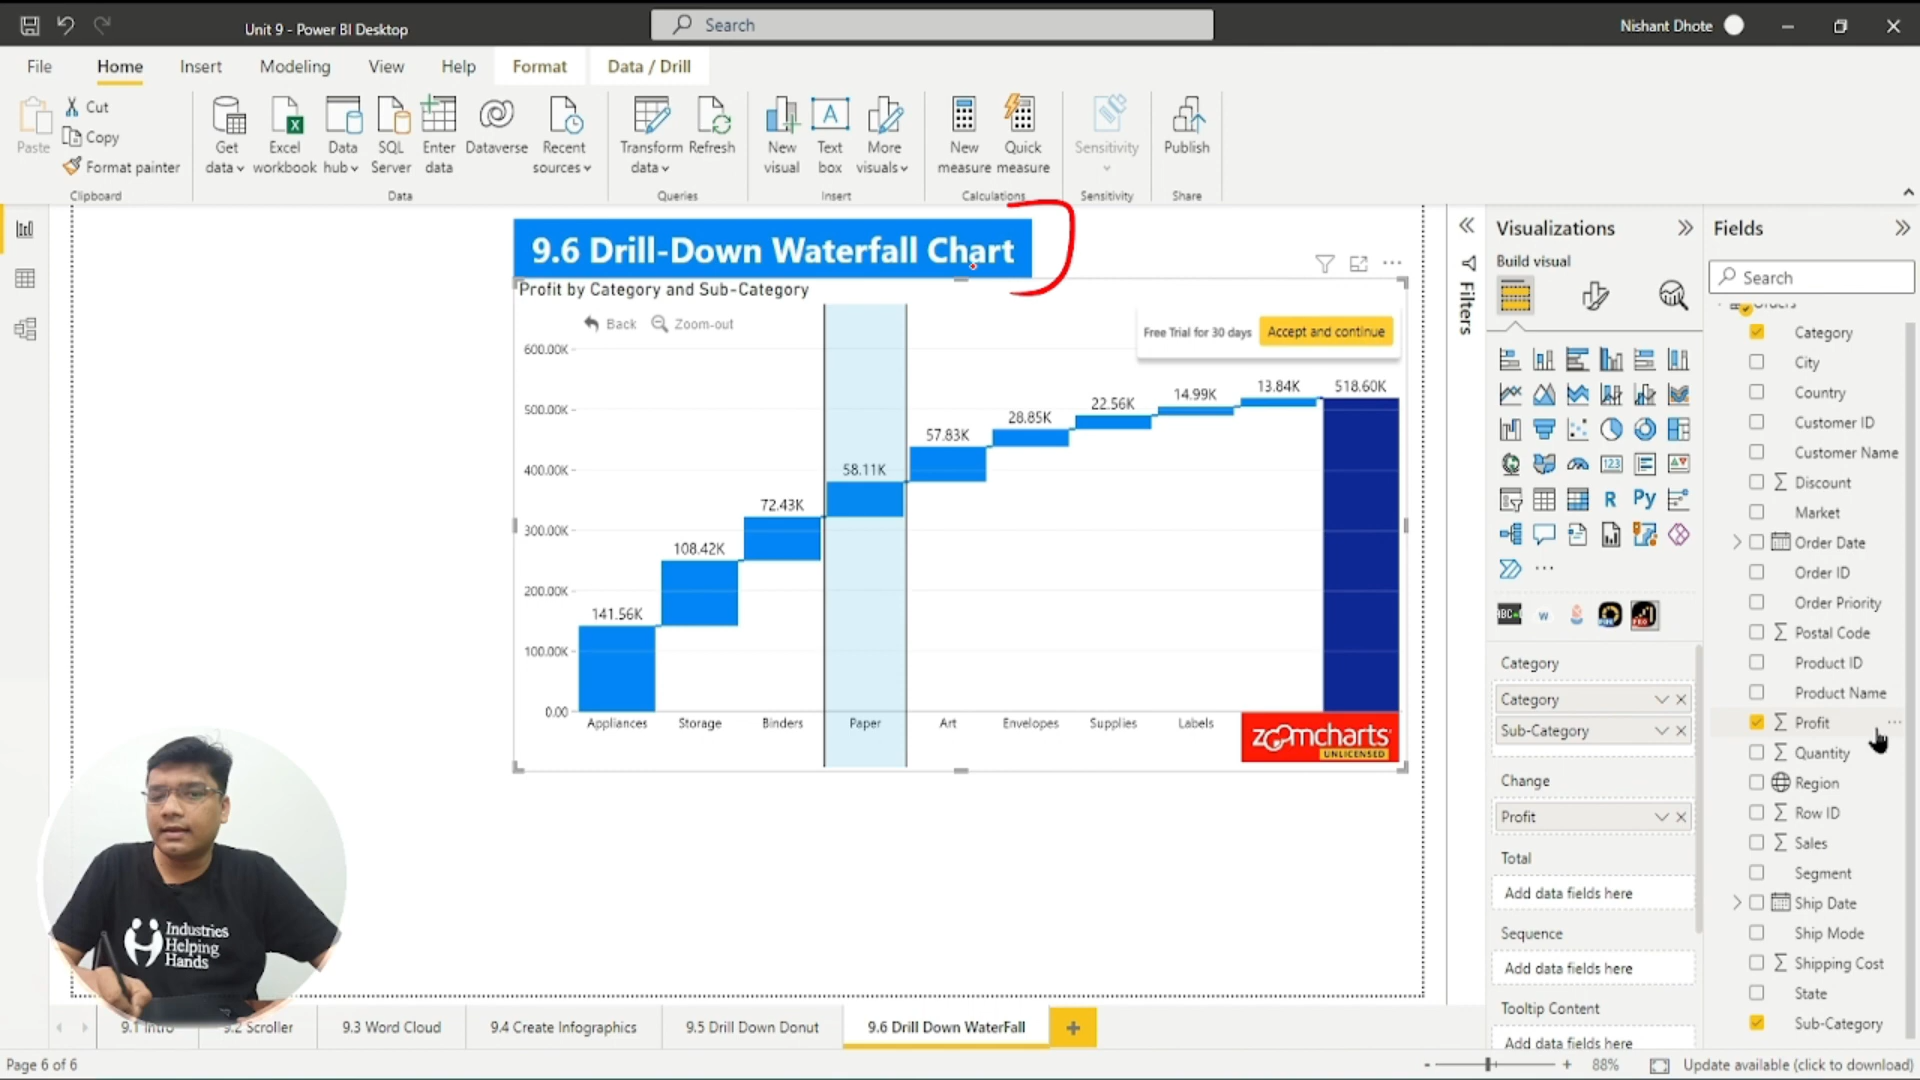 Unit 9 - Power BI Desktop
Search
Nishant Dhote
File
Home
Insert
Modeling
View
Help
Format
Data / Drill
Paste
Cut
Copy
Format painter
Clipboard
Get data
Excel workbook
Data hub
SQL Server
Enter data
Dataverse
Recent sources
Data
Transform data
Refresh
Queries
New visual
Text box
More visuals
Insert
New measure
Quick measure
Calculations
Sensitivity
Sensitivity
Publish
Share
9.6 Drill-Down Waterfall Chart
Profit by Category and Sub-Category
Back
Zoom-out
Free Trial for 30 days
Accept and continue
600.00K
500.00K
400.00K
300.00K
200.00K
100.00K
0.00
141.56K
108.42K
72.43K
58.11K
57.83K
28.85K
22.56K
14.99K
13.84K
518.60K
Appliances
Storage
Binders
Paper
Art
Envelopes
Supplies
Labels
zoomcharts
UNLICENSED
Industries
Helping
Hands
Filters
Visualizations
Build visual
123
R
Py
ABC
W
PRO
Category
Category
Sub-Category
Change
Profit
Total
Add data fields here
Sequence
Add data fields here
Tooltip Content
Add data fields here
Fields
Search
Orders
Category
City
Country
Customer ID
Customer Name
Discount
Market
Order Date
Order ID
Order Priority
Postal Code
Product ID
Product Name
Profit
Quantity
Region
Row ID
Sales
Segment
Ship Date
Ship Mode
Shipping Cost
State
Sub-Category
9.1 Intro
9.2 Scroller
9.3 Word Cloud
9.4 Create Infographics
9.5 Drill Down Donut
9.6 Drill Down WaterFall
Page 6 of 6
88%
Update available (click to download)